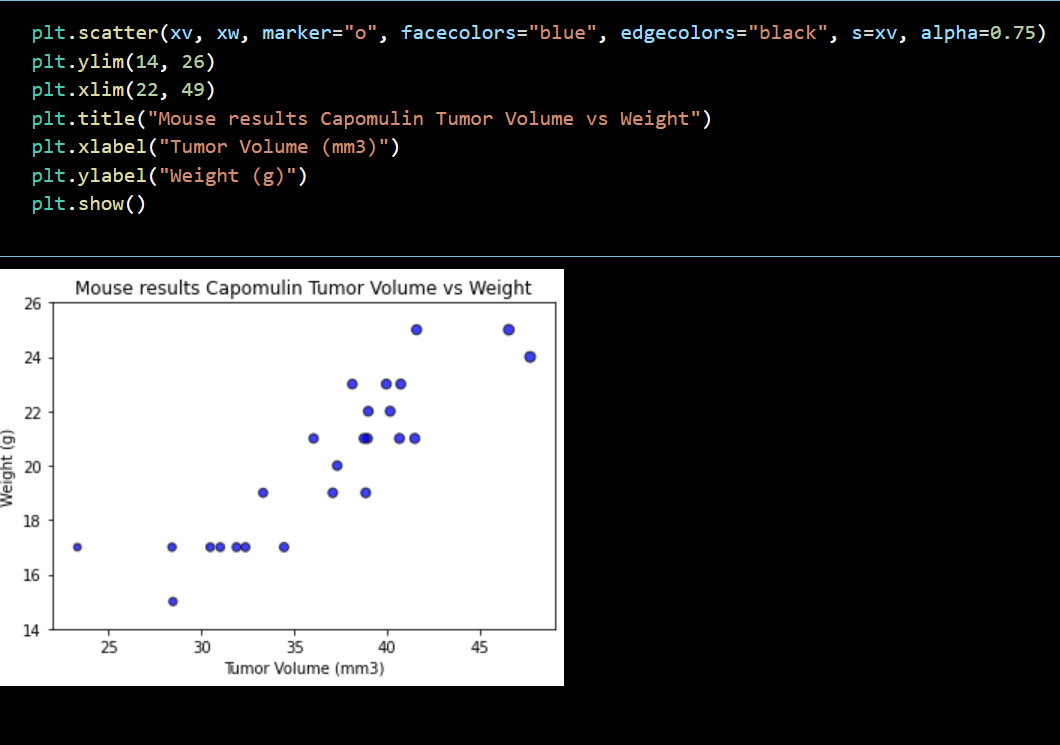 plt.scatter(xv, xw, marker="o", facecolors="blue", edgecolors="black", s=xv, alpha=0.75)
plt.ylim(14, 26)
plt.xlim(22, 49)
plt.title("Mouse results Capomulin Tumor Volume vs Weight")
plt.xlabel("Tumor Volume (mm3)")
plt.ylabel("Weight (g)")
plt.show()
Mouse results Capomulin Tumor Volume vs Weight
26
24
22
20
18
16
14
Weight (g)
25 30 35 40 45
Tumor Volume (mm3)